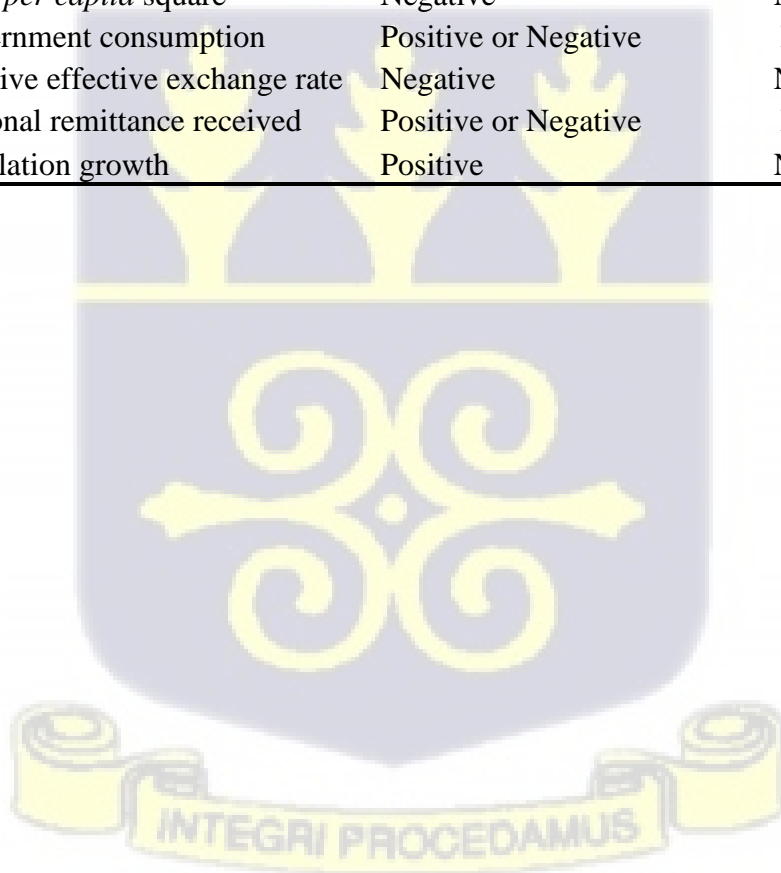 per capita square Negative
ernment consumption Positive or Negative
ive effective exchange rate Negative N
onal remittance received Positive or Negative
lation growth Positive N
INTEGRI PROCEDAMUS